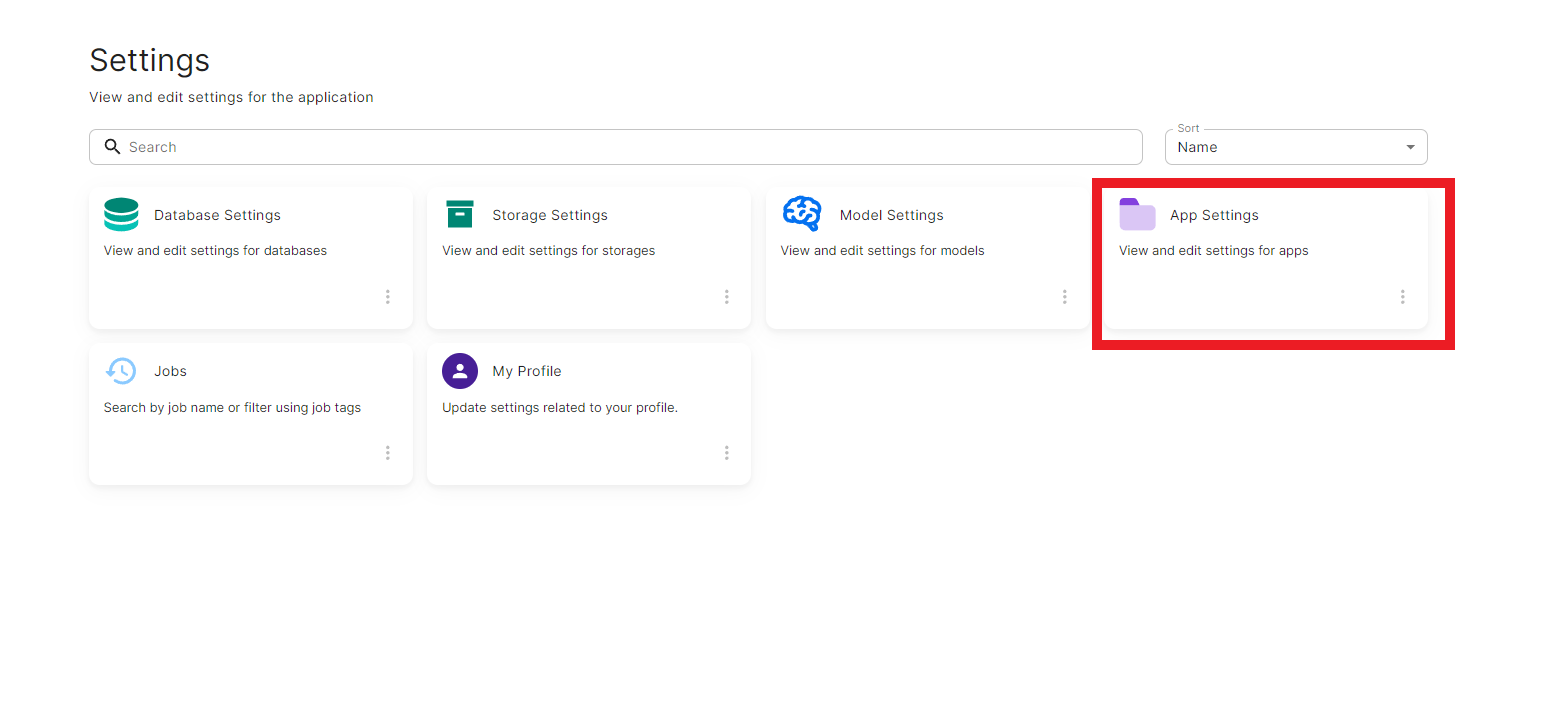 Settings
View and edit settings for the application
Search
Sort
Name
Database Settings
View and edit settings for databases
Storage Settings
View and edit settings for storages
Model Settings
View and edit settings for models
App Settings
View and edit settings for apps
Jobs
Search by job name or filter using job tags
My Profile
Update settings related to your profile.